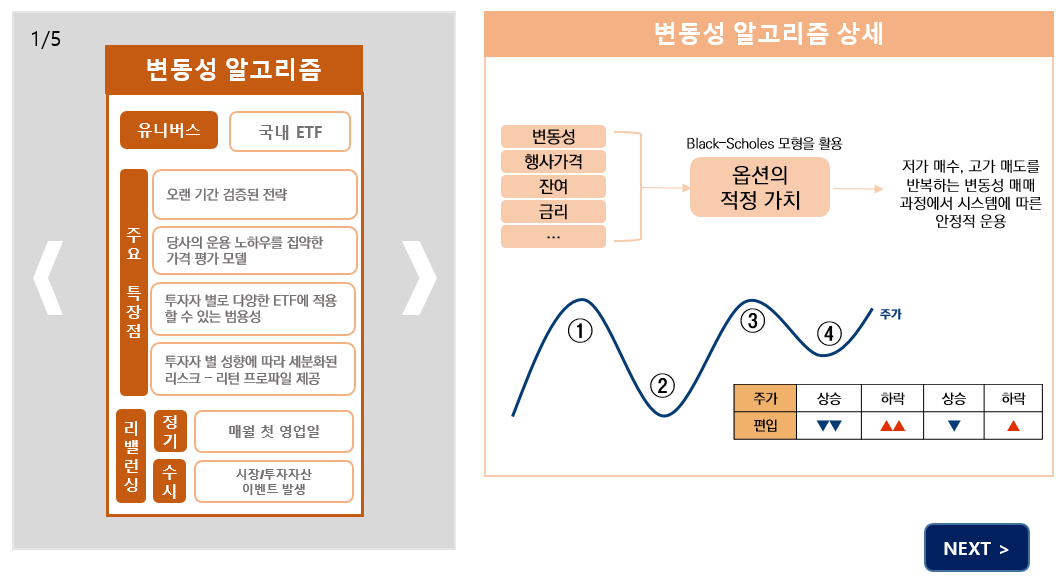 1/5
변동성 알고리즘
유니버스
국내 ETF
주요 특장점
오랜 기간 검증된 전략
당사의 운용 노하우를 집약한
가격 평가 모델
투자자 별로 다양한 ETF에 적용
할 수 있는 범용성
투자자 별 성향에 따라 세분화된
리스크 – 리턴 프로파일 제공
리밸런싱
정기
매월 첫 영업일
수시
시장/투자자산
이벤트 발생
변동성 알고리즘 상세
변동성
행사가격
잔여
금리
...
Black-Scholes 모형을 활용
옵션의
적정 가치
저가 매수, 고가 매도를
반복하는 변동성 매매
과정에서 시스템에 따른
안정적 운용
① ② ③ ④
주가
주가 상승 하락 상승 하락
편입 ▼▼ ▲▲ ▼ ▲
NEXT >